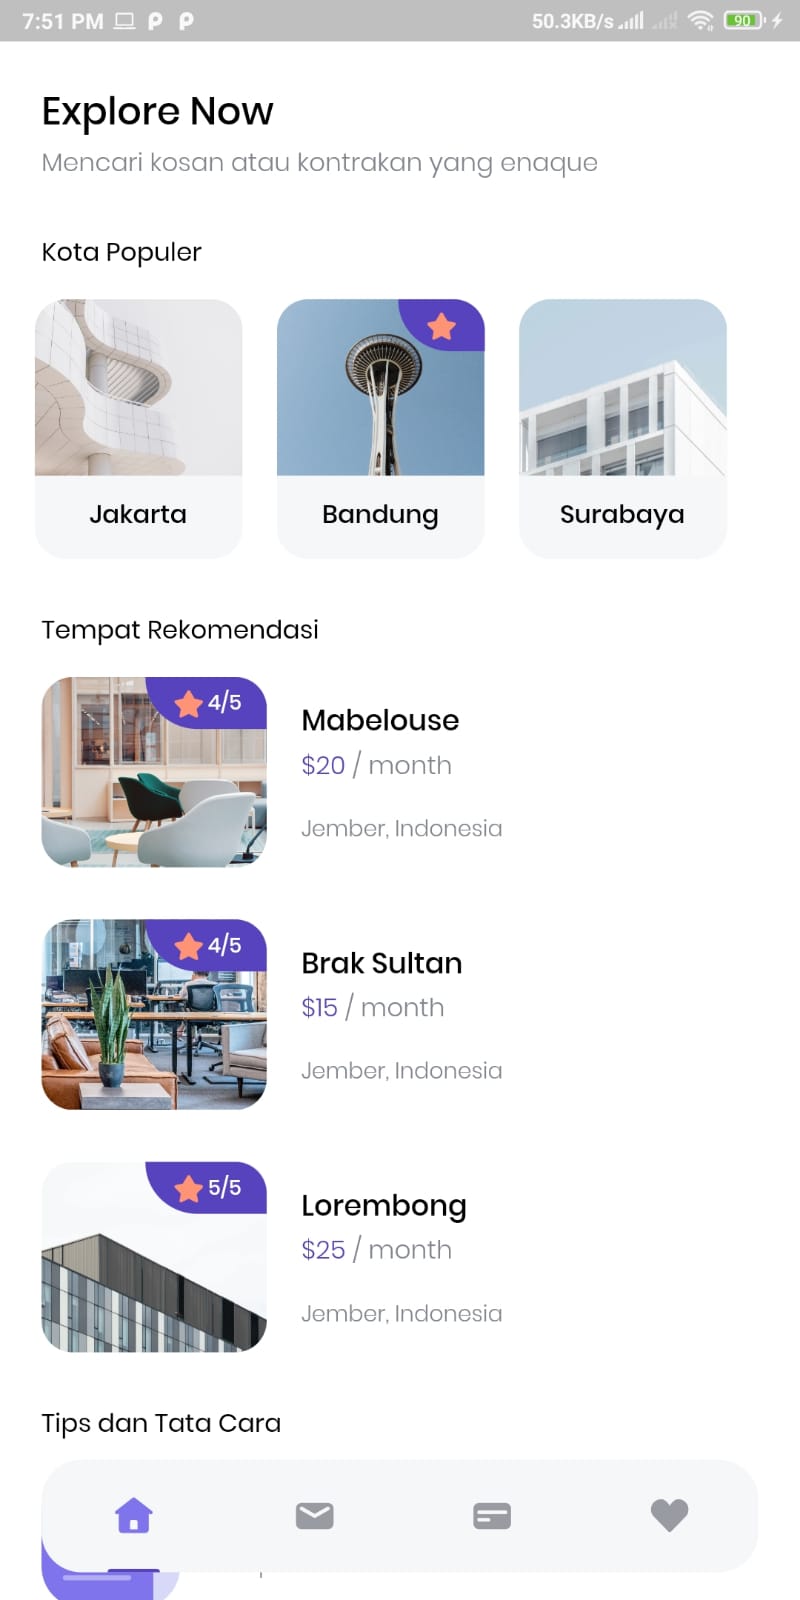 7:51 PM
50.3KB/s
90
Explore Now
Mencari kosan atau kontrakan yang enaque
Kota Populer
Jakarta
Bandung
Surabaya
Tempat Rekomendasi
4/5
Mabelouse
$20 / month
Jember, Indonesia
4/5
Brak Sultan
$15 / month
Jember, Indonesia
5/5
Lorembong
$25 / month
Jember, Indonesia
Tips dan Tata Cara